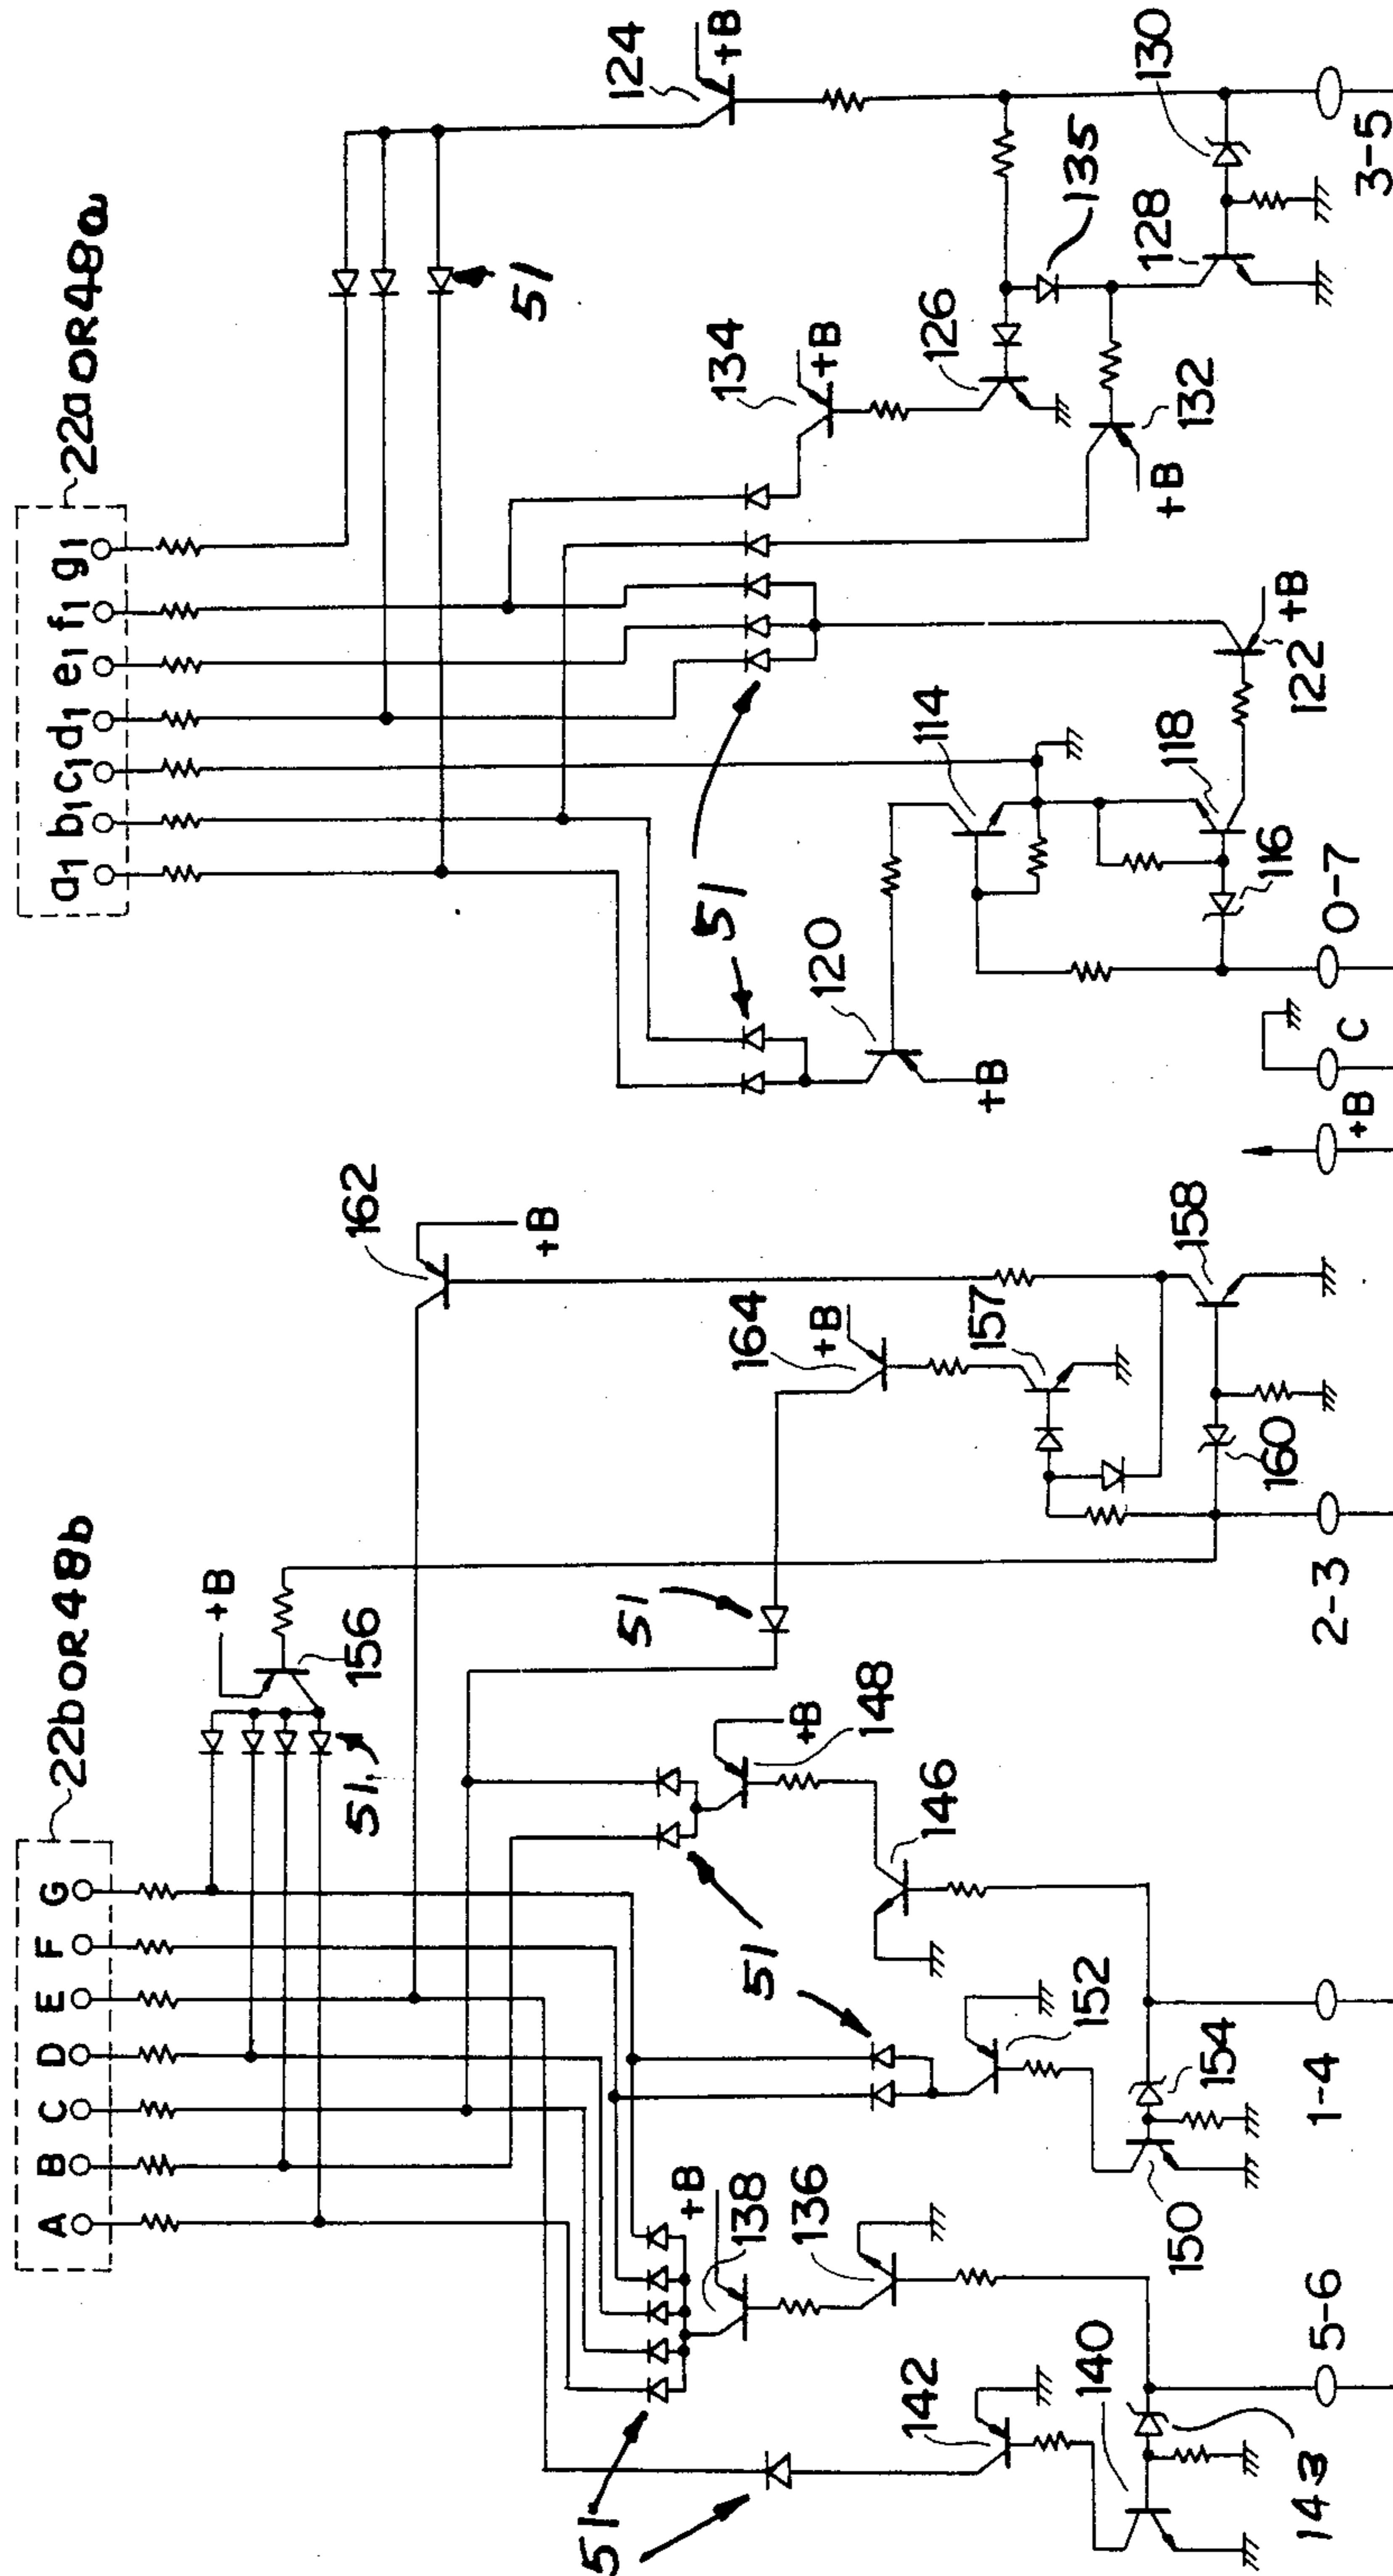 22b OR 48b
22a OR 48a
A B C D E F G
a1 b1 c1 d1 e1 f1 g1
+B
156
51
162
+B
124
+B
51
51
164
+B
157
158
160
148
+B
51
146
152
154
150
+B
138
136
51
51
142
140
143
134
+B
126
135
130
128
132
+B
51
120
+B
114
118
116
122
+B
5-6
1-4
2-3
+B
C
0-7
3-5